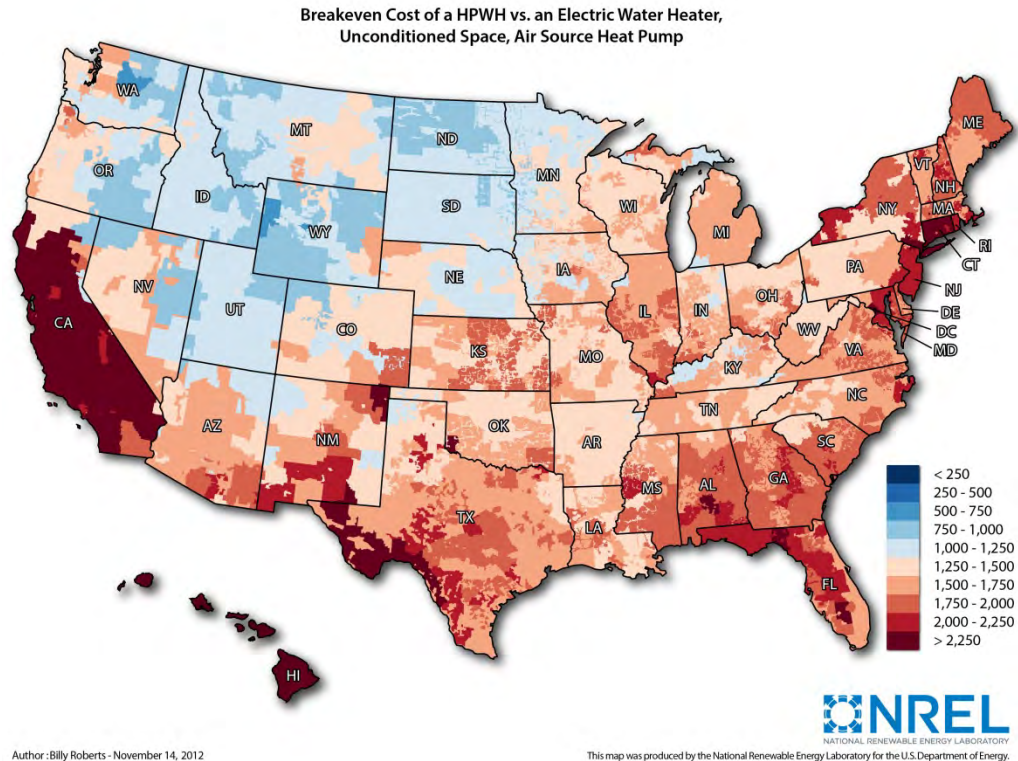 Breakeven Cost of a HPWH vs. an Electric Water Heater,
Unconditioned Space, Air Source Heat Pump
WA
MT
ND
MN
ME
VT
NH
OR
ID
SD
WI
NY
MA
WY
MI
RI
CT
NV
NE
IA
PA
NJ
UT
IL
IN
OH
DE
DC
MD
CA
CO
WV
KS
MO
KY
VA
AZ
NM
OK
TN
NC
AR
SC
MS
AL
GA
TX
LA
FL
HI
< 250
250 - 500
500 - 750
750 - 1,000
1,000 - 1,250
1,250 - 1,500
1,500 - 1,750
1,750 - 2,000
2,000 - 2,250
> 2,250
NREL
NATIONAL RENEWABLE ENERGY LABORATORY
Author : Billy Roberts - November 14, 2012
This map was produced by the National Renewable Energy Laboratory for the U.S. Department of Energy.